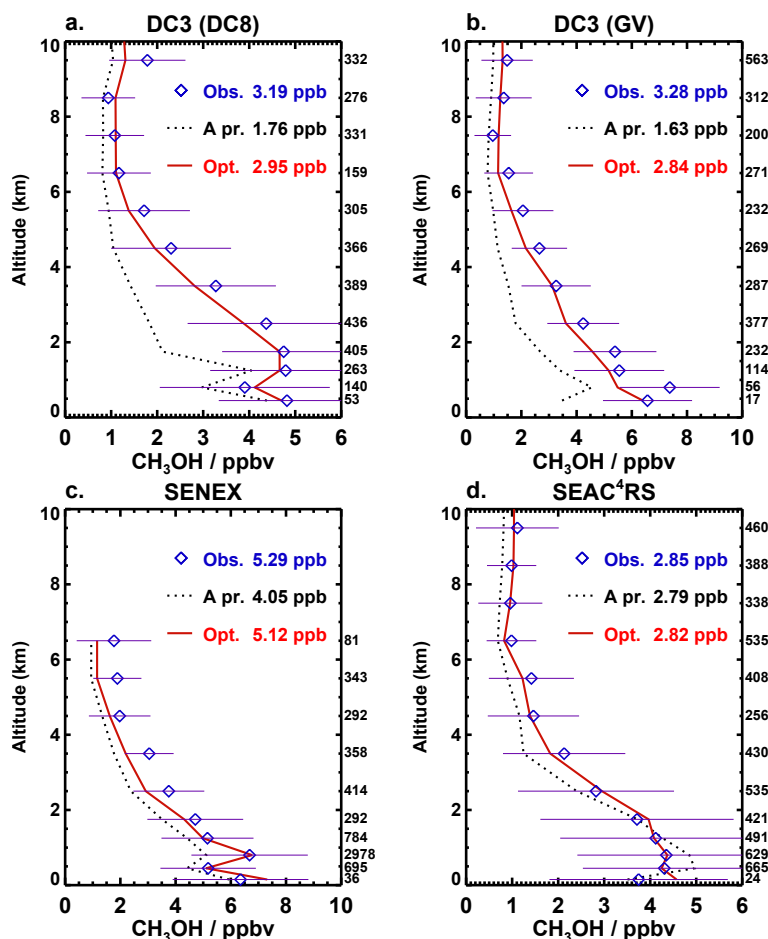 a. DC3 (DC8)
Obs. 3.19 ppb
A pr. 1.76 ppb
Opt. 2.95 ppb
Altitude (km)
10
8
6
4
2
0
332
276
331
159
305
366
389
436
405
263
140
53
0 1 2 3 4 5 6
CH₃OH / ppbv
b. DC3 (GV)
Obs. 3.28 ppb
A pr. 1.63 ppb
Opt. 2.84 ppb
Altitude (km)
10
8
6
4
2
0
563
312
200
271
232
269
287
377
232
114
56
17
0 2 4 6 8 10
CH₃OH / ppbv
c. SENEX
Obs. 5.29 ppb
A pr. 4.05 ppb
Opt. 5.12 ppb
Altitude (km)
10
8
6
4
2
0
81
343
292
358
414
292
784
2978
695
36
0 2 4 6 8 10
CH₃OH / ppbv
d. SEAC⁴RS
Obs. 2.85 ppb
A pr. 2.79 ppb
Opt. 2.82 ppb
Altitude (km)
10
8
6
4
2
0
460
388
338
535
408
256
430
535
421
491
629
665
24
0 1 2 3 4 5 6
CH₃OH / ppbv